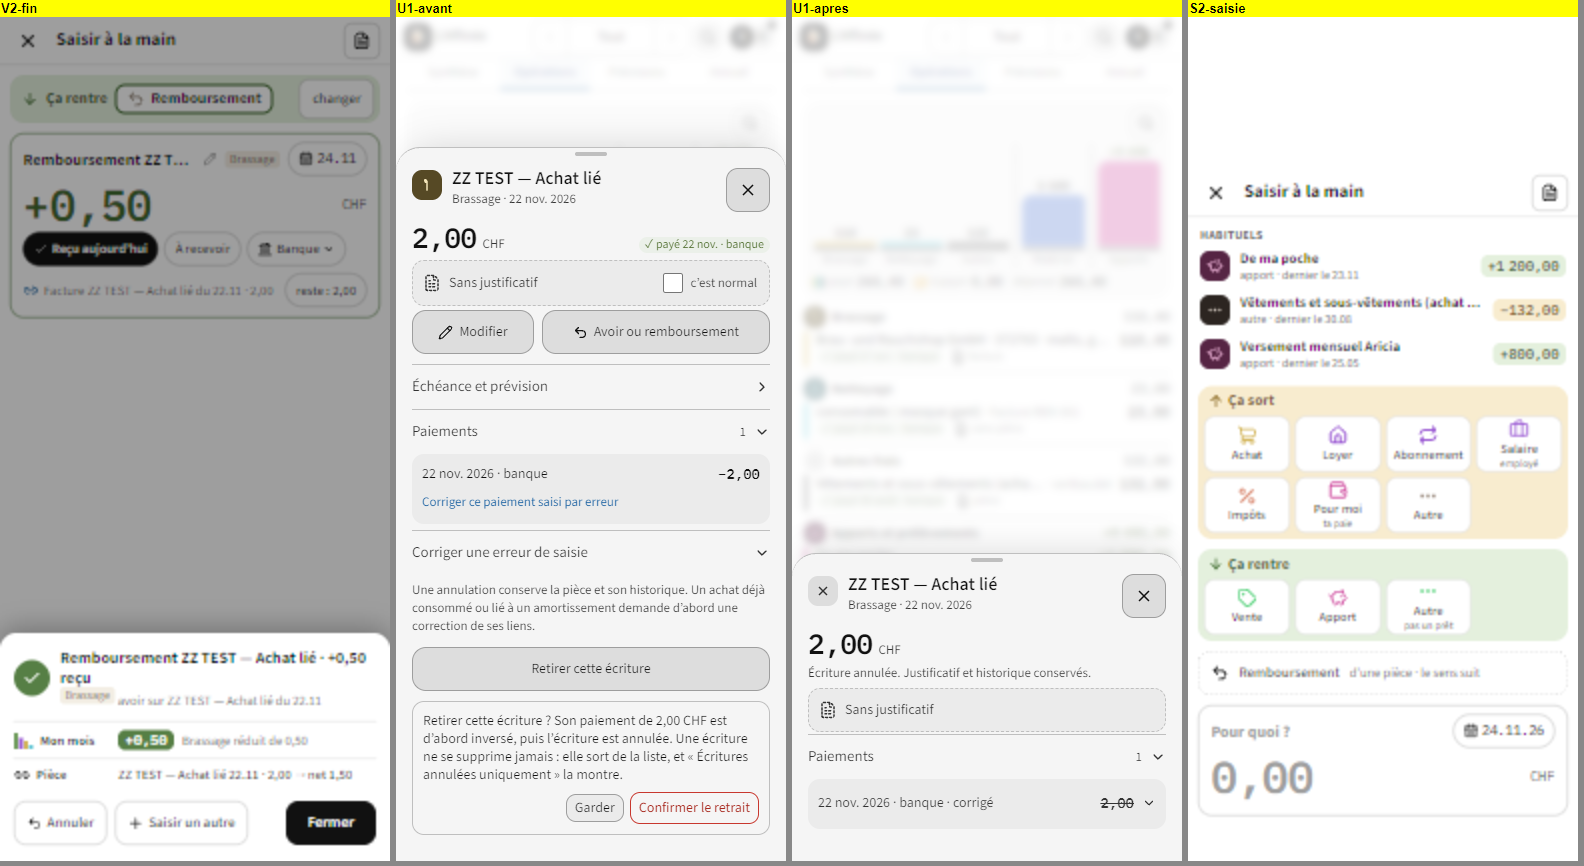 V2-fin
Saisir à la main
Ça rentre
Remboursement
changer
Remboursement ZZ T...
Brassage
24.11
+0,50
CHF
Reçu aujourd'hui
À recevoir
Banque
Facture ZZ TEST — Achat lié du 22.11 · 2,00
reste : 2,00
Remboursement ZZ TEST — Achat lié · +0,50
reçu
Brassage
avoir sur ZZ TEST — Achat lié du 22.11
Mon mois
+0,50
Brassage réduit de 0,50
Pièce
ZZ TEST — Achat lié 22.11 · 2,00 → net 1,50
Annuler
Saisir un autre
Fermer
U1-avant
ZZ TEST — Achat lié
Brassage · 22 nov. 2026
2,00 CHF
✓ payé 22 nov. · banque
Sans justificatif
c'est normal
Modifier
Avoir ou remboursement
Échéance et prévision
Paiements
1
22 nov. 2026 · banque
−2,00
Corriger ce paiement saisi par erreur
Corriger une erreur de saisie
Une annulation conserve la pièce et son historique. Un achat déjà
consommé ou lié à un amortissement demande d’abord une
correction de ses liens.
Retirer cette écriture
Retirer cette écriture ? Son paiement de 2,00 CHF est
d’abord inversé, puis l’écriture est annulée. Une écriture
ne se supprime jamais : elle sort de la liste, et « Écritures
annulées uniquement » la montre.
Garder
Confirmer le retrait
U1-apres
ZZ TEST — Achat lié
Brassage · 22 nov. 2026
2,00 CHF
Écriture annulée. Justificatif et historique conservés.
Sans justificatif
Paiements
1
22 nov. 2026 · banque · corrigé
2,00
S2-saisie
Saisir à la main
HABITUELS
De ma poche
apport · dernier le 23.11
+1 200,00
Vêtements et sous-vêtements (achat ...
autre · dernier le 30.08
−132,00
Versement mensuel Aricia
apport · dernier le 25.05
+800,00
Ça sort
Achat
Loyer
Abonnement
Salaire
employé
Impôts
Pour moi
ta paie
Autre
Ça rentre
Vente
Apport
Autre
pas un prêt
Remboursement
d'une pièce · le sens suit
Pour quoi ?
24.11.26
0,00
CHF